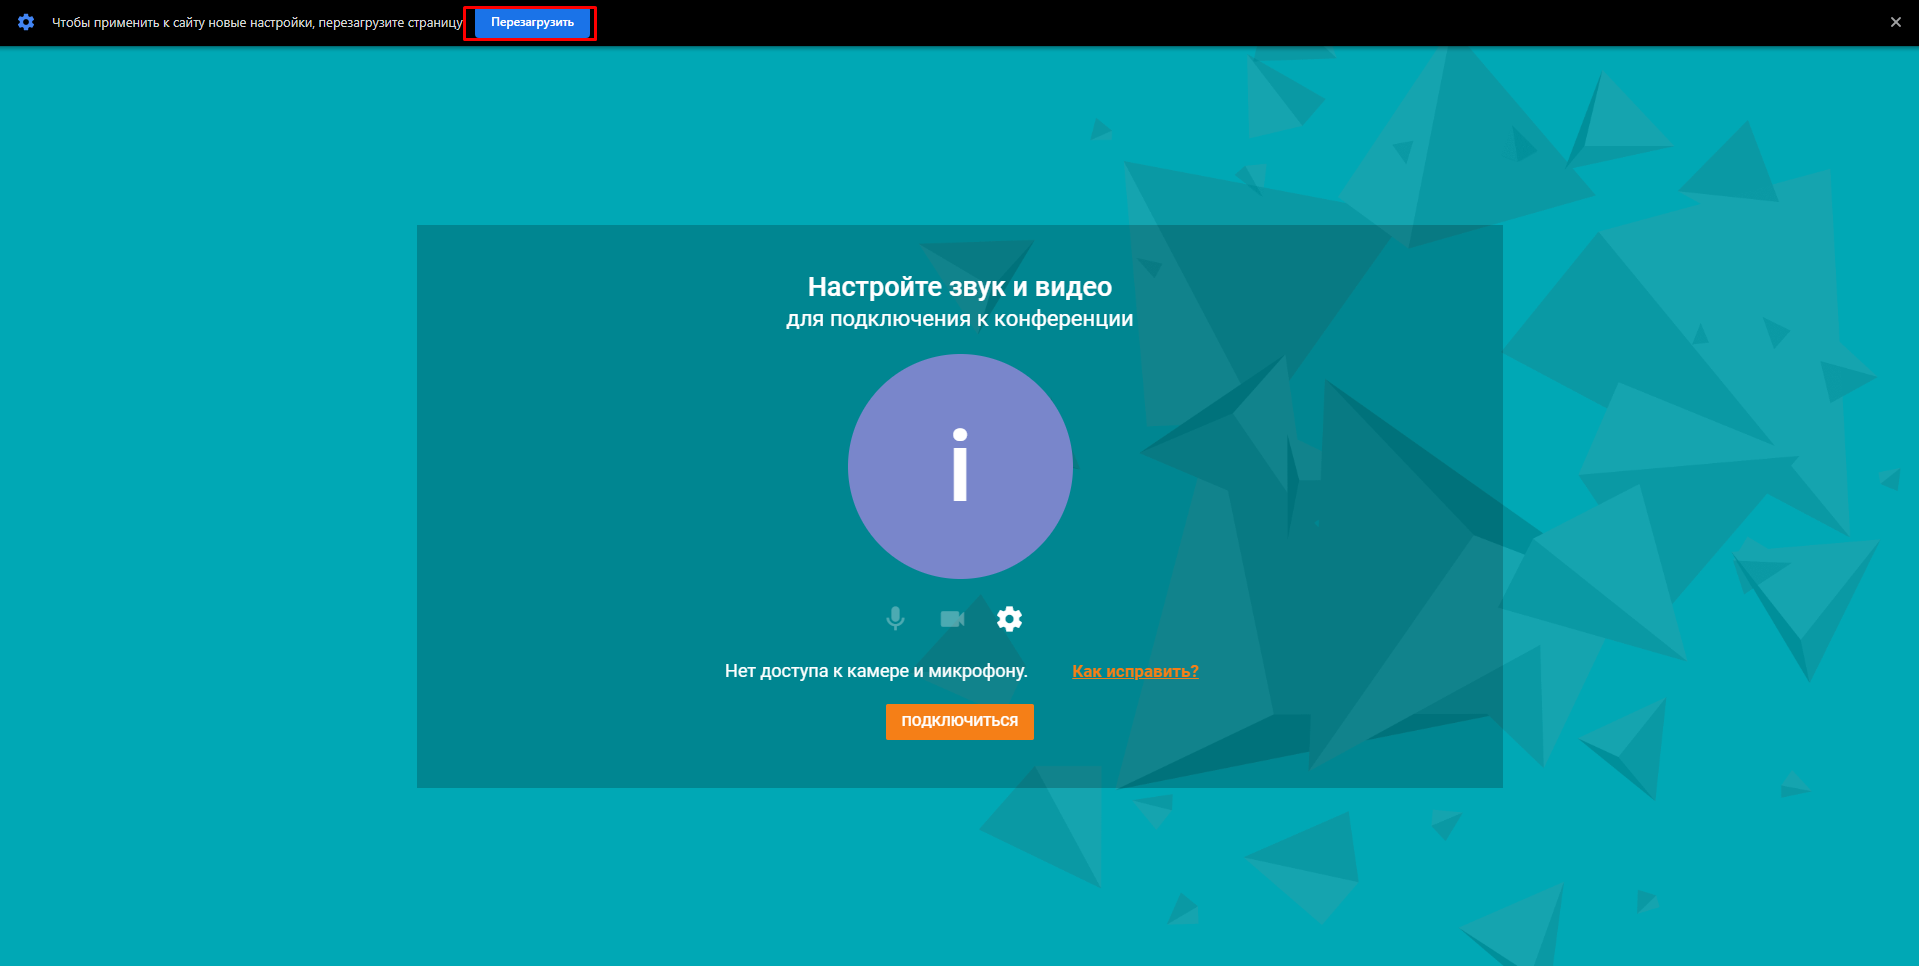 Чтобы применить к сайту новые настройки, перезагрузите страницу Перезагрузить
Настройте звук и видео
для подключения к конференции
i
Нет доступа к камере и микрофону. Как исправить?
ПОДКЛЮЧИТЬСЯ